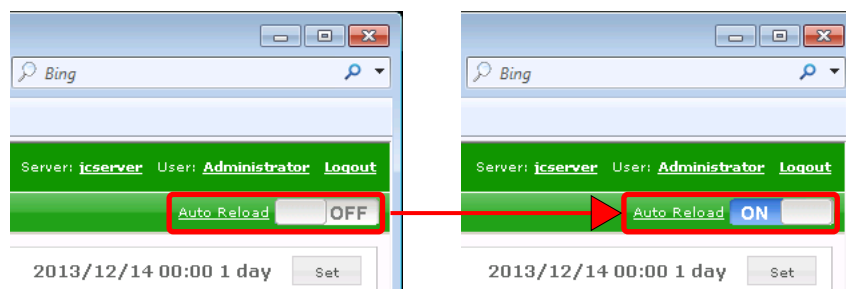 Bing
Server: jcserver User: Administrator Logout
Auto Reload OFF
2013/12/14 00:00 1 day Set
Bing
Server: jcserver User: Administrator Logout
Auto Reload ON
2013/12/14 00:00 1 day Set